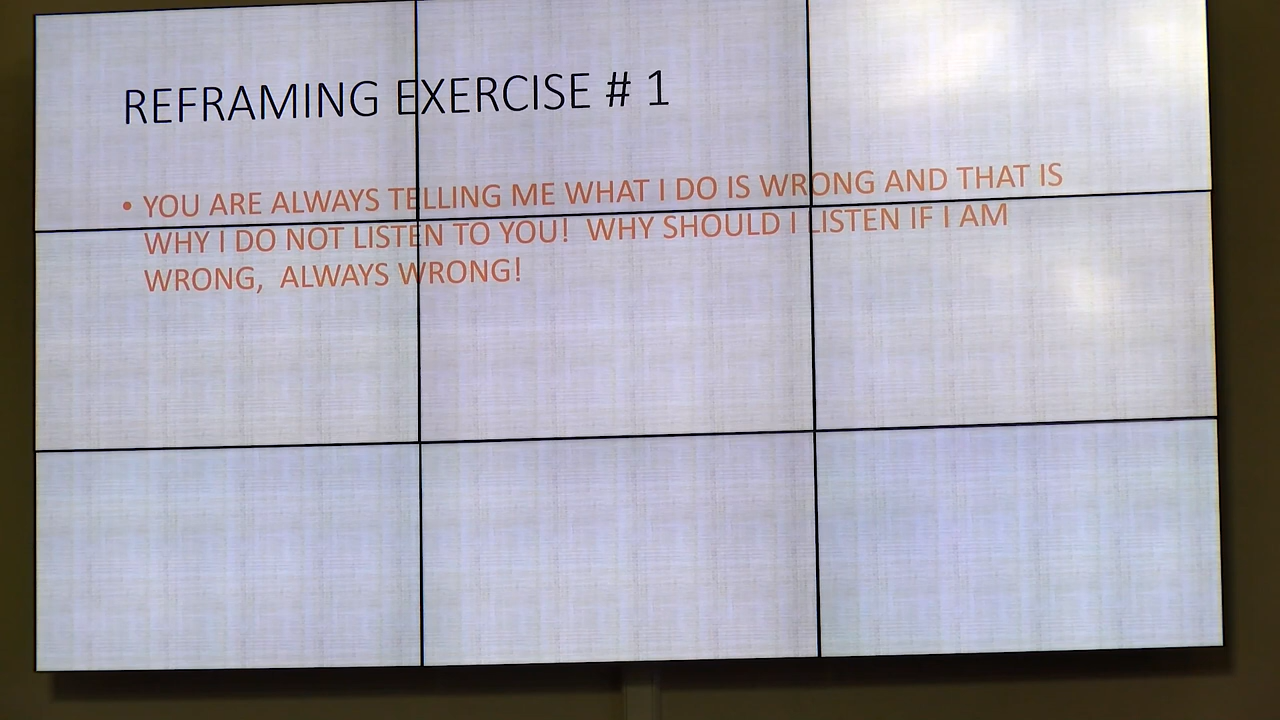 REFRAMING EXERCISE # 1
• YOU ARE ALWAYS TELLING ME WHAT I DO IS WRONG AND THAT IS
WHY I DO NOT LISTEN TO YOU! WHY SHOULD I LISTEN IF I AM
WRONG, ALWAYS WRONG!